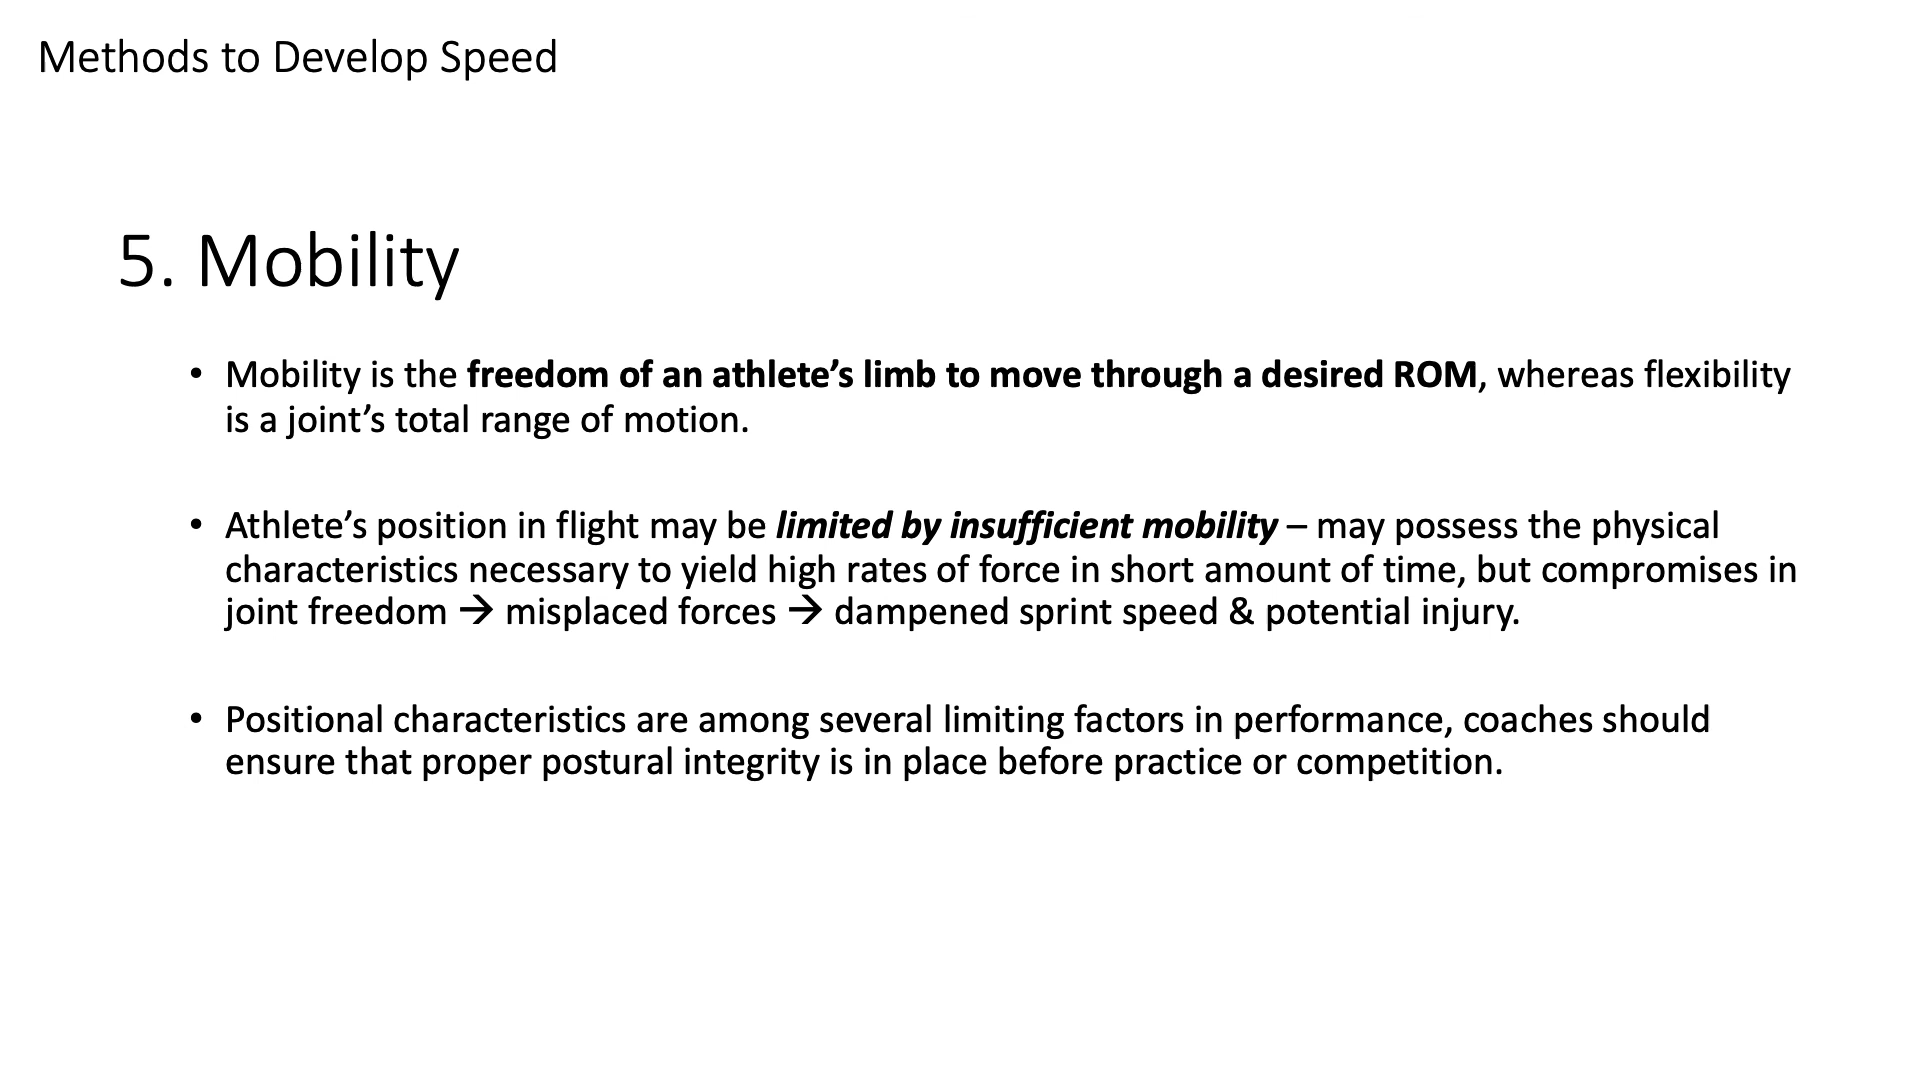 Methods to Develop Speed
5. Mobility
• Mobility is the freedom of an athlete’s limb to move through a desired ROM, whereas flexibility
is a joint’s total range of motion.
• Athlete’s position in flight may be limited by insufficient mobility – may possess the physical
characteristics necessary to yield high rates of force in short amount of time, but compromises in
joint freedom → misplaced forces → dampened sprint speed & potential injury.
• Positional characteristics are among several limiting factors in performance, coaches should
ensure that proper postural integrity is in place before practice or competition.